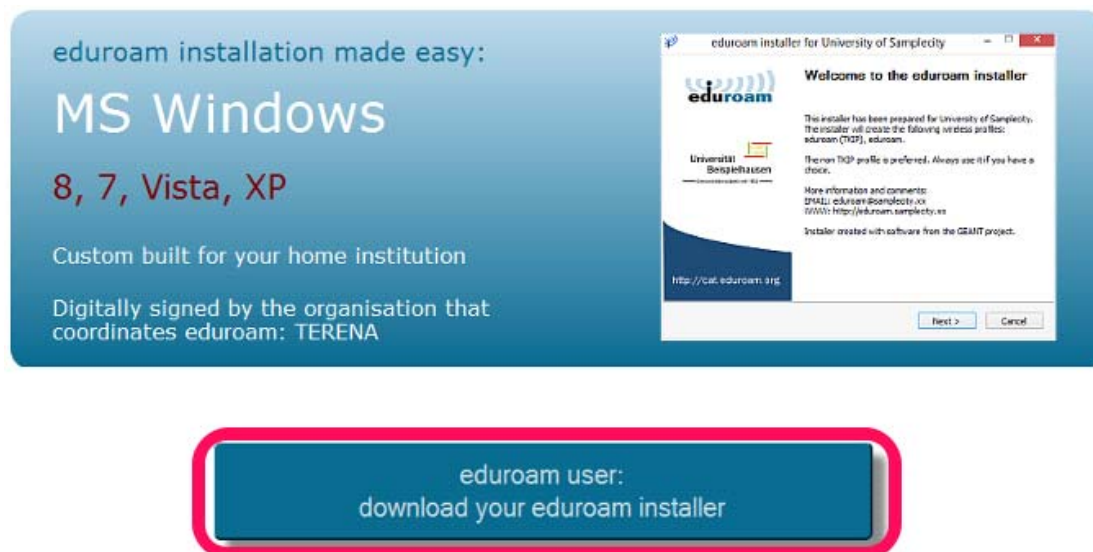 eduroam installation made easy:
MS Windows
8, 7, Vista, XP
Custom built for your home institution
Digitally signed by the organisation that
coordinates eduroam: TERENA
eduroam installer for University of Samplecity
eduroam
Universität
Beispielhausen
http://cat.eduroam.org
Welcome to the eduroam installer
This installer has been prepared for University of Samplecity.
The installer will create the following wireless profiles:
eduroam (TKIP), eduroam.
The non TKIP profile is preferred. Always use it if you have a
choice.
More information and comments:
EMAIL: eduroam@samplecity.xx
WWW: http://eduroam.samplecity.xx
Installer created with software from the GEANT project.
Next >
Cancel
eduroam user:
download your eduroam installer